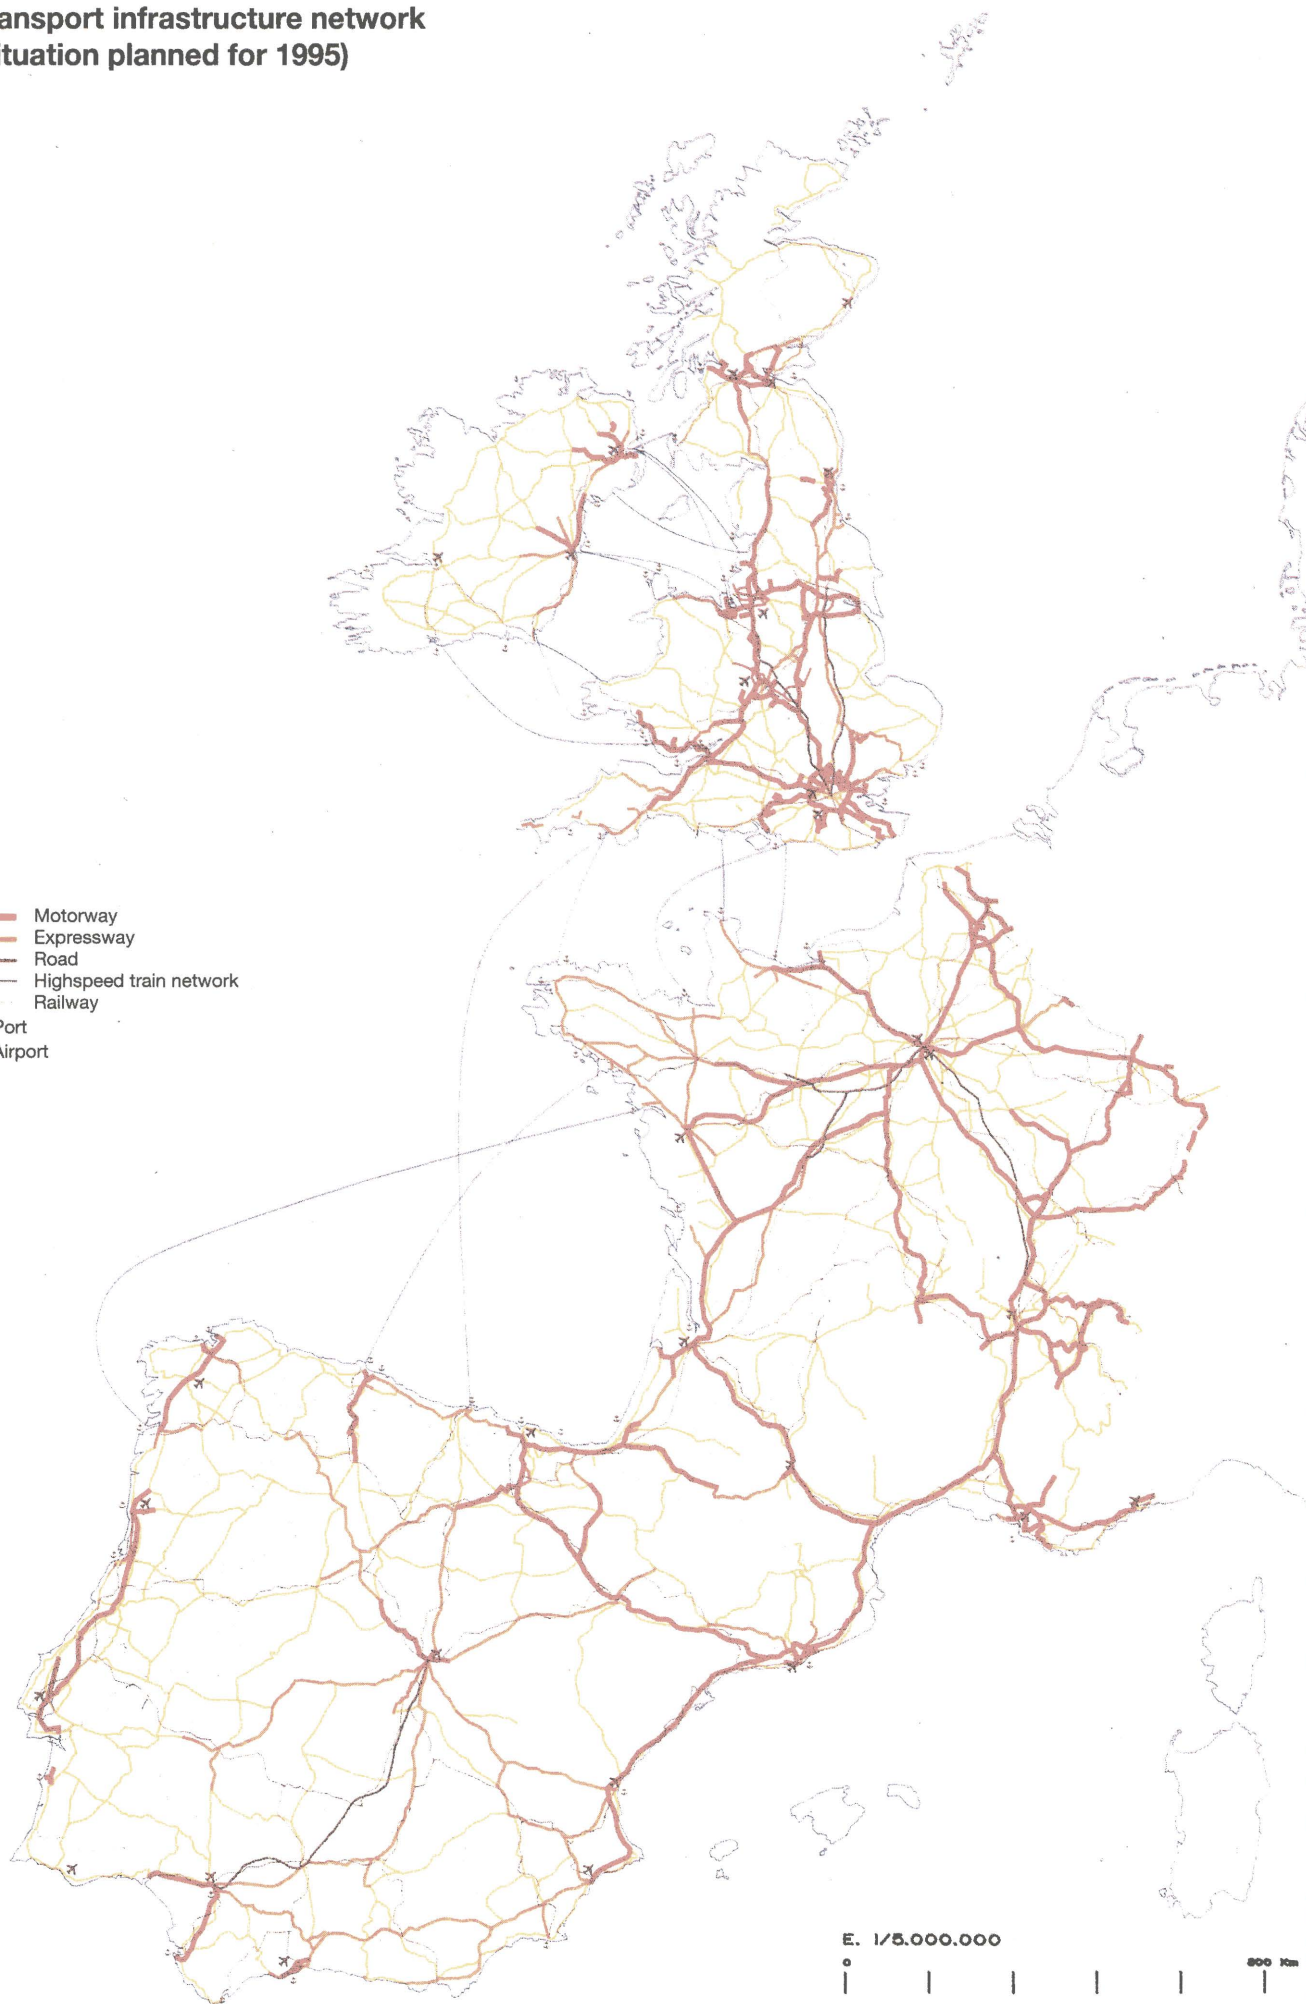 ansport infrastructure network
ituation planned for 1995)
Motorway
Expressway
Road
Highspeed train network
Railway
Port
Airport
E. 1/5.000.000
0
800 Km